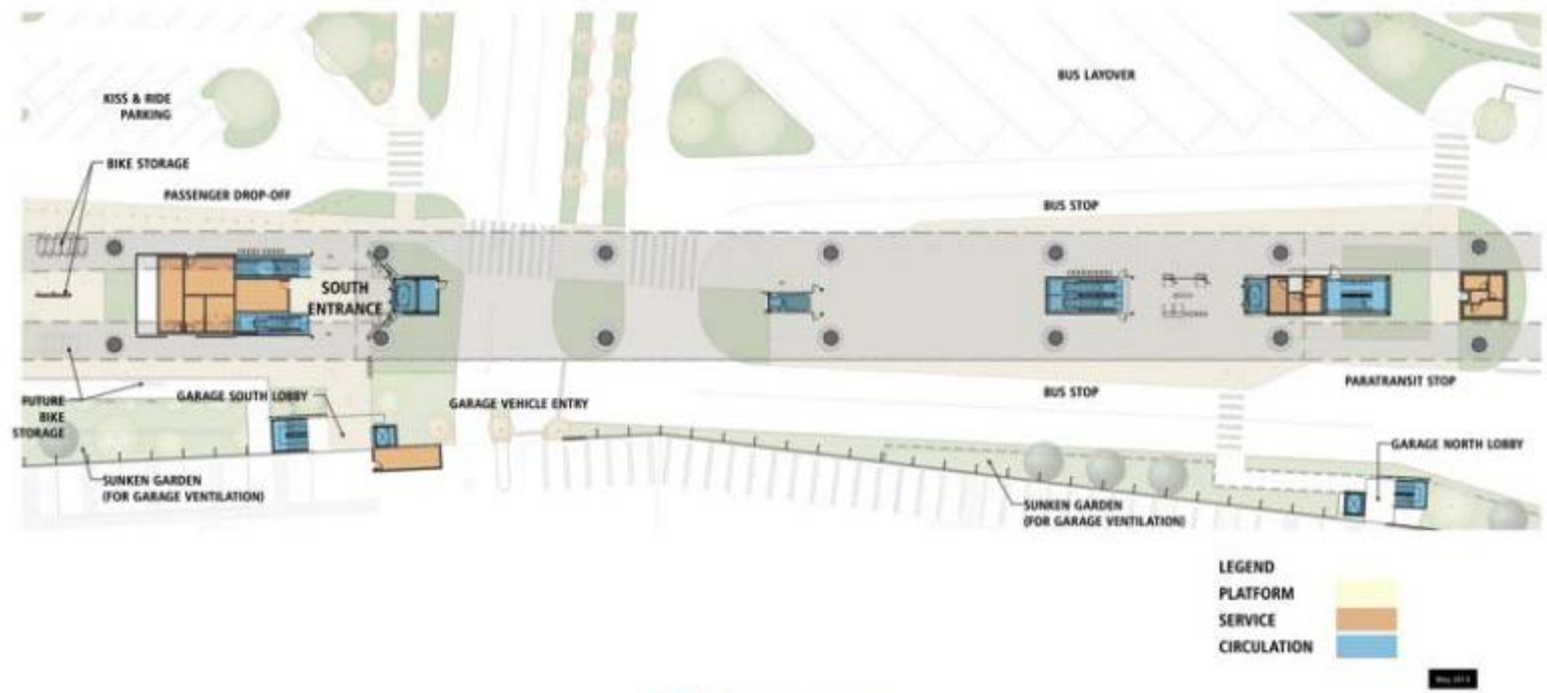 BUS LAYOVER
KISS & RIDE
PARKING
BIKE STORAGE
PASSENGER DROP-OFF
BUS STOP
SOUTH
ENTRANCE
FUTURE
BIKE
STORAGE
GARAGE SOUTH LOBBY
GARAGE VEHICLE ENTRY
BUS STOP
PARATRANSIT STOP
GARAGE NORTH LOBBY
SUNKEN GARDEN
(FOR GARAGE VENTILATION)
SUNKEN GARDEN
(FOR GARAGE VENTILATION)
LEGEND
PLATFORM
SERVICE
CIRCULATION